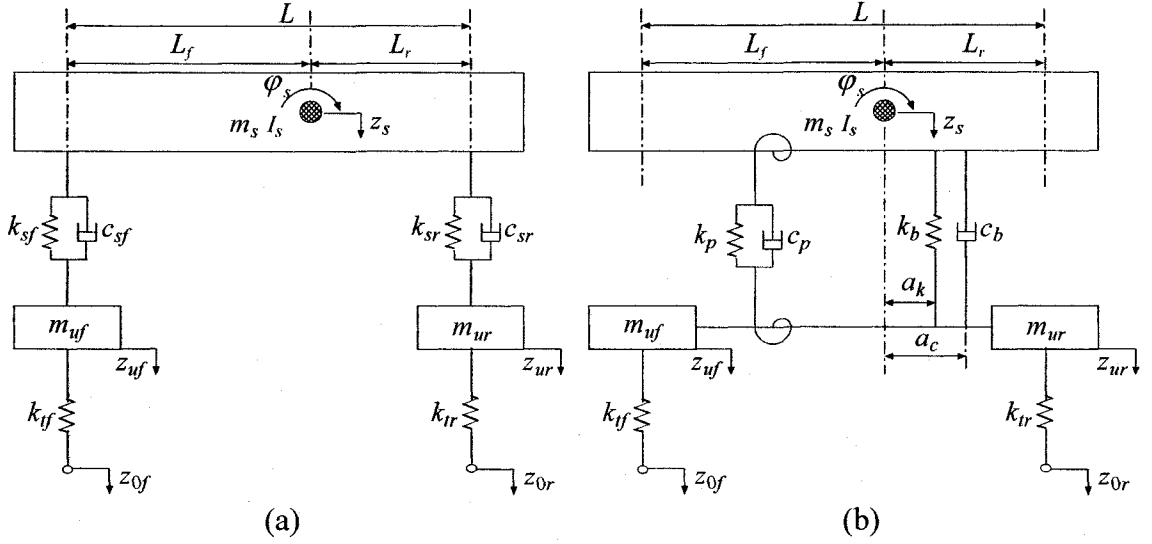 L
L_f
L_r
φ_s
m_s I_s
z_s
k_sf
c_sf
k_sr
c_sr
m_uf
m_ur
z_uf
z_ur
k_tf
k_tr
z_0f
z_0r
(a)
L
L_f
L_r
φ_s
m_s I_s
z_s
k_p
c_p
k_b
c_b
a_k
m_uf
m_ur
a_c
z_uf
z_ur
k_tf
k_tr
z_0f
z_0r
(b)